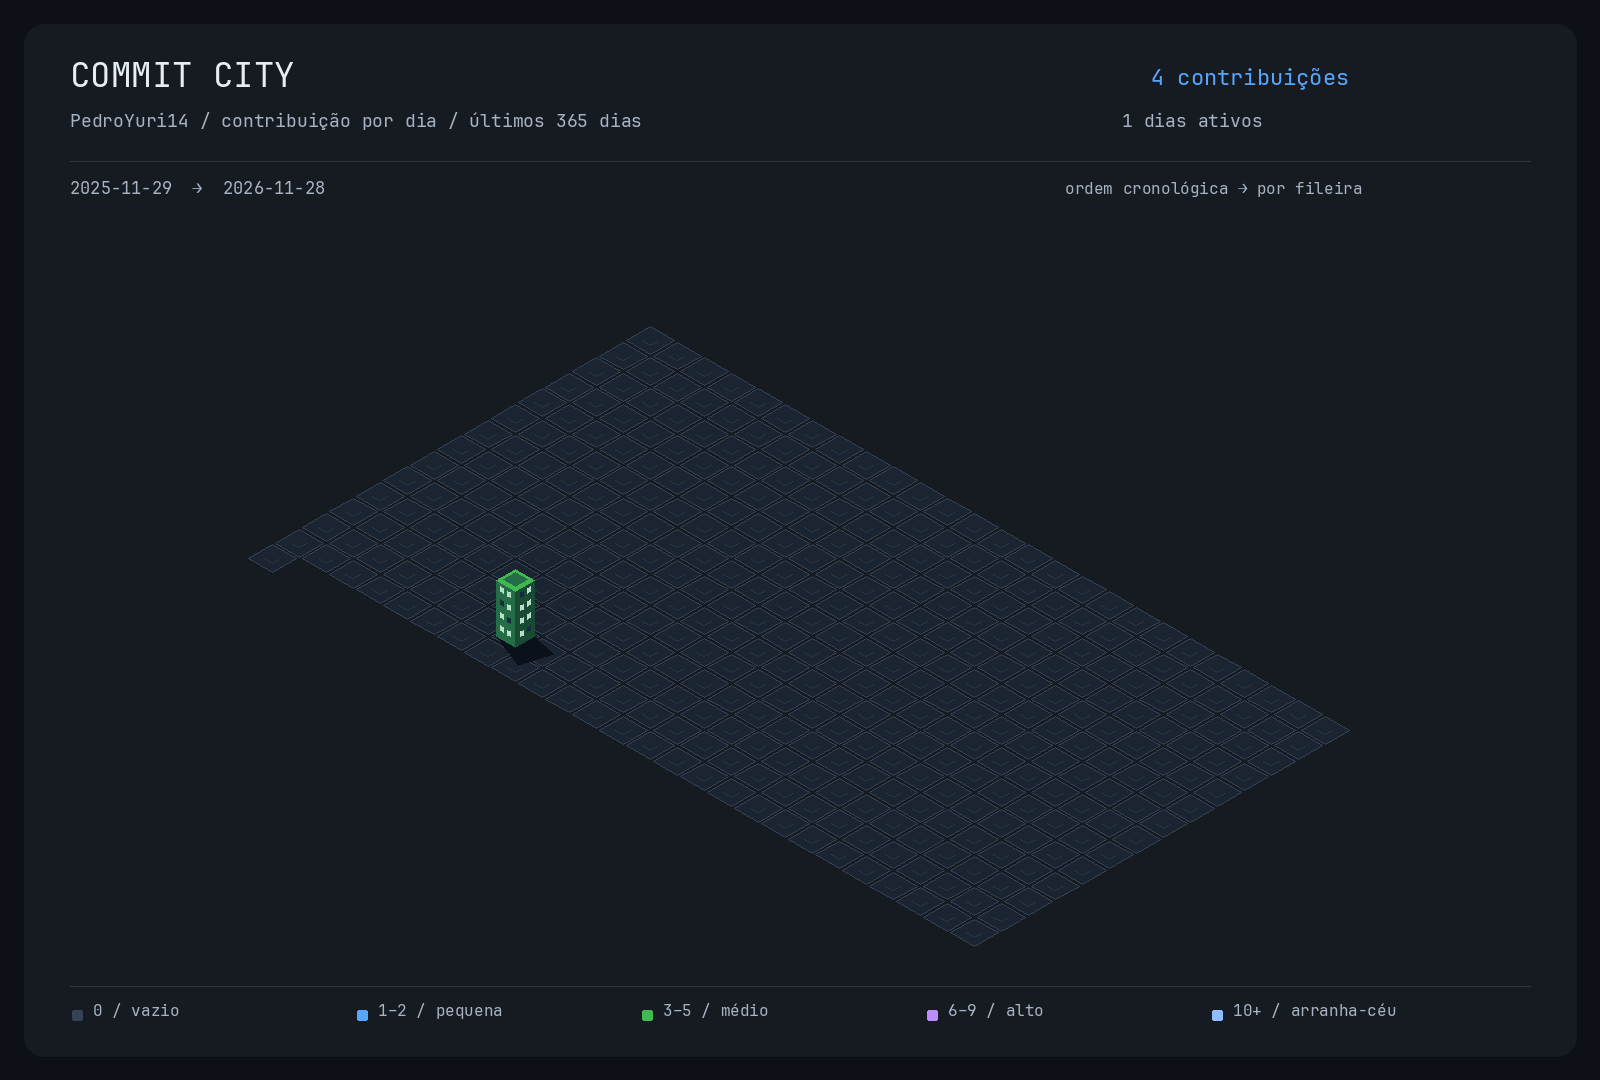 COMMIT CITY
4 contribuições
PedroYuri14 / contribuição por dia / últimos 365 dias
1 dias ativos
2025-11-29 → 2026-11-28
ordem cronológica → por fileira
0 / vazio
1–2 / pequena
3–5 / médio
6–9 / alto
10+ / arranha-céu